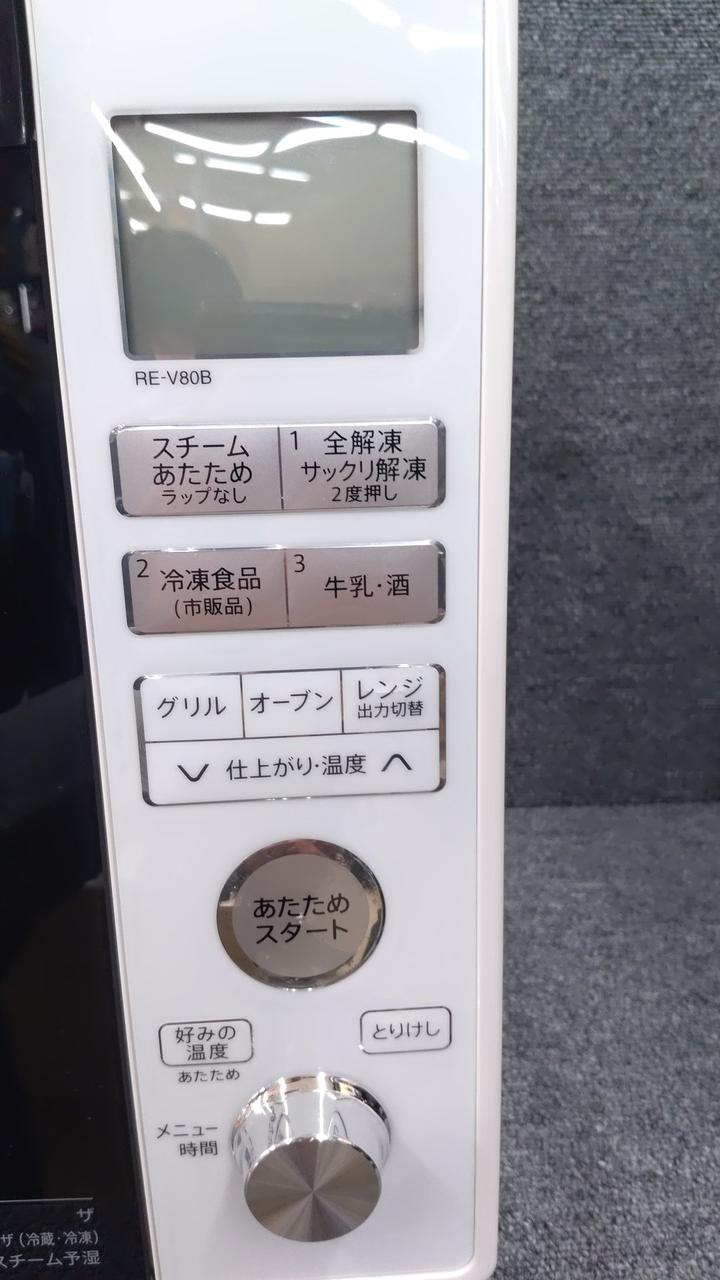 RE-V80B
スチーム
あたため
ラップなし
1 全解凍
サックリ解凍
2度押し
2 冷凍食品
(市販品)
3 牛乳・酒
グリル
オーブン
レンジ
出力切替
仕上がり・温度
あたため
スタート
好みの
温度
あたため
とりけし
メニュー
時間
ザ
ザ (冷蔵・冷凍)
スチーム予湿